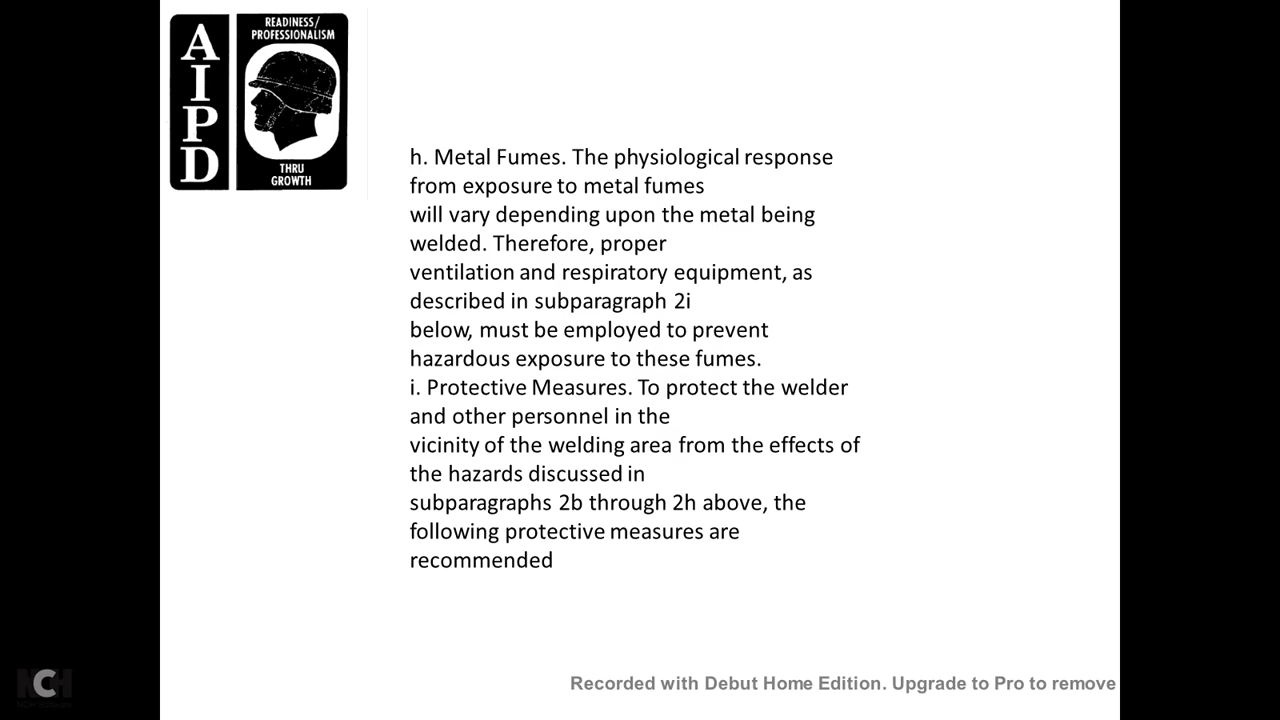 AIPD
READINESS/
PROFESSIONALISM
THRU
GROWTH
h. Metal Fumes. The physiological response
from exposure to metal fumes
will vary depending upon the metal being
welded. Therefore, proper
ventilation and respiratory equipment, as
described in subparagraph 2i
below, must be employed to prevent
hazardous exposure to these fumes.
i. Protective Measures. To protect the welder
and other personnel in the
vicinity of the welding area from the effects of
the hazards discussed in
subparagraphs 2b through 2h above, the
following protective measures are
recommended
NCH
Recorded with Debut Home Edition. Upgrade to Pro to remove